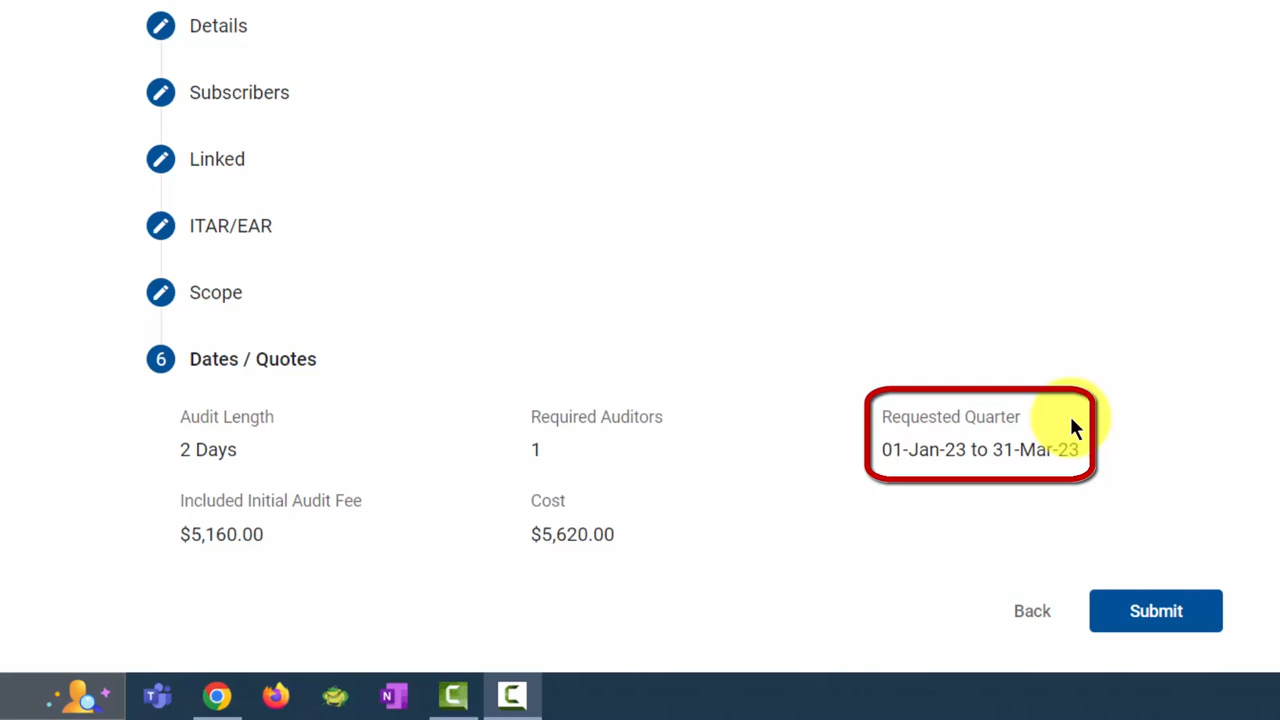 Details
Subscribers
Linked
ITAR/EAR
Scope
6 Dates / Quotes
Audit Length Required Auditors Requested Quarter
2 Days 1 01-Jan-23 to 31-Mar-23
Included Initial Audit Fee Cost
$5,160.00 $5,620.00
Back Submit
T N C C